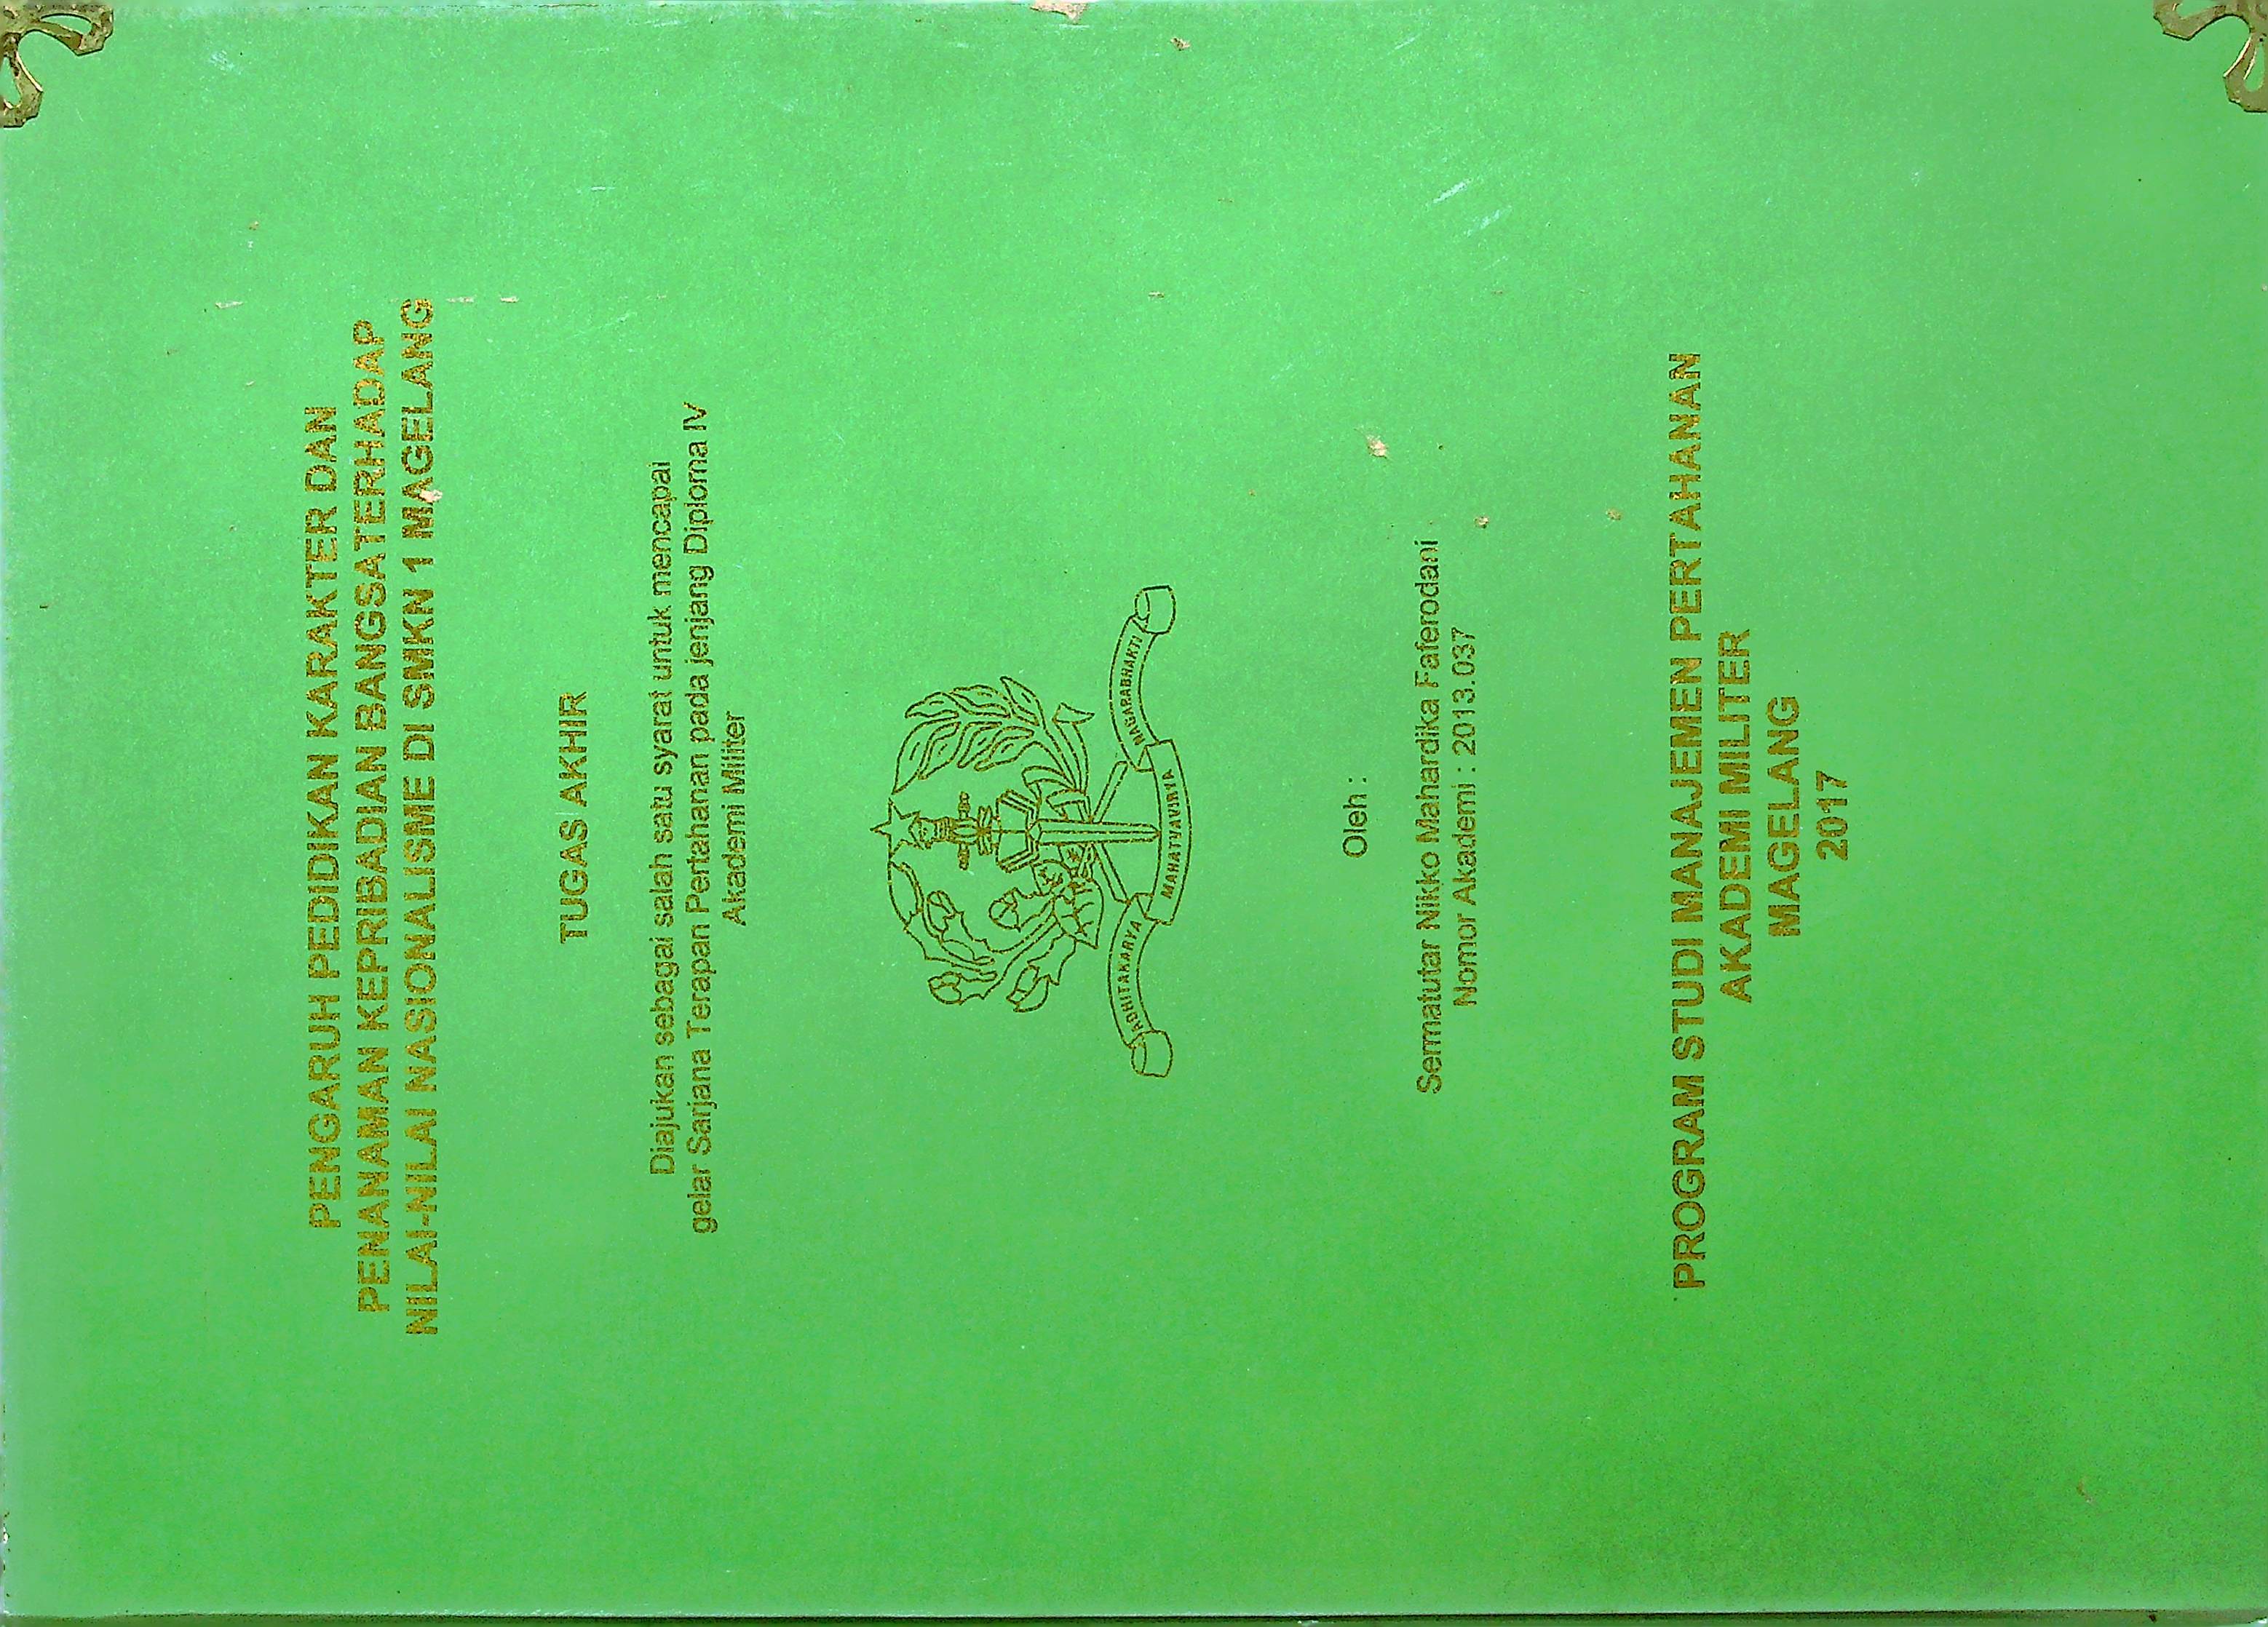 PENGARUH PEDIDIKAN KARAKTER DAN
PENANAMAN KEPRIBADIAN BANGSATERHADAP
NILAI-NILAI NASIONALISME DI SMKN 1 MAGELANG
TUGAS AKHIR
Diajukan sebagai salah satu syarat untuk mencapai
gelar Sarjana Terapan Pertahanan pada jenjang Diploma IV
Akademi Militer
ADHITAKARYA MAHATVAVIRYA NAGARABHAKTI
Oleh :
Sermatutar Nikko Mahardika Faferodani
Nomor Akademi : 2013.037
PROGRAM STUDI MANAJEMEN PERTAHANAN
AKADEMI MILITER
MAGELANG
2017